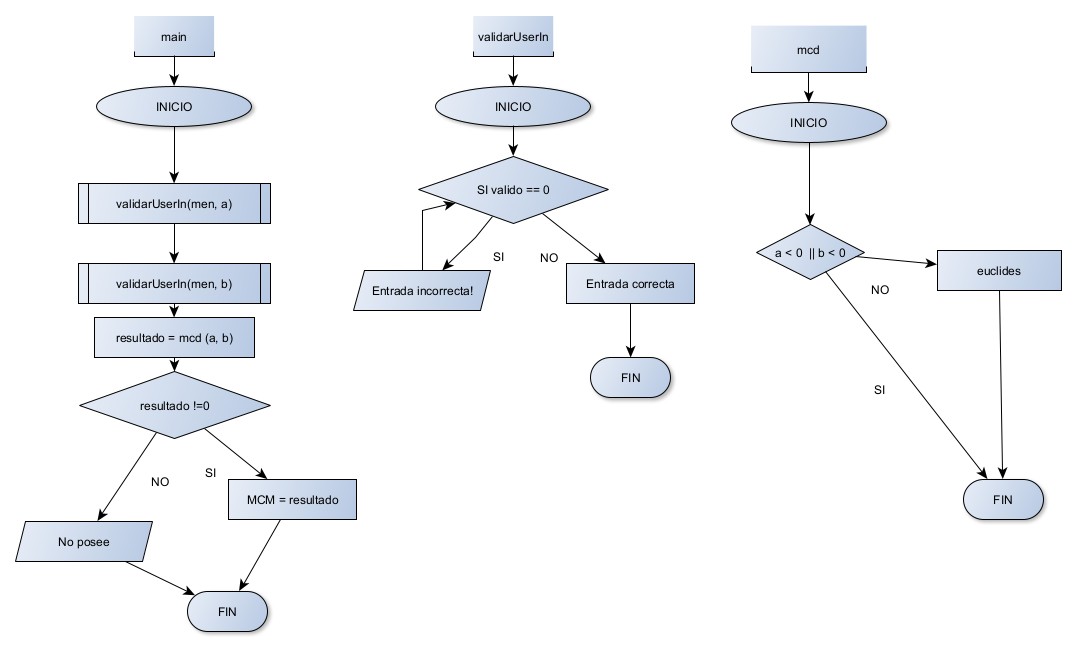 main
INICIO
validarUserIn(men, a)
validarUserIn(men, b)
resultado = mcd (a, b)
resultado !=0
NO
SI
MCM = resultado
No posee
FIN
validarUserIn
INICIO
SI valido == 0
SI
NO
Entrada incorrecta!
Entrada correcta
FIN
mcd
INICIO
a < 0 || b < 0
euclides
NO
SI
FIN